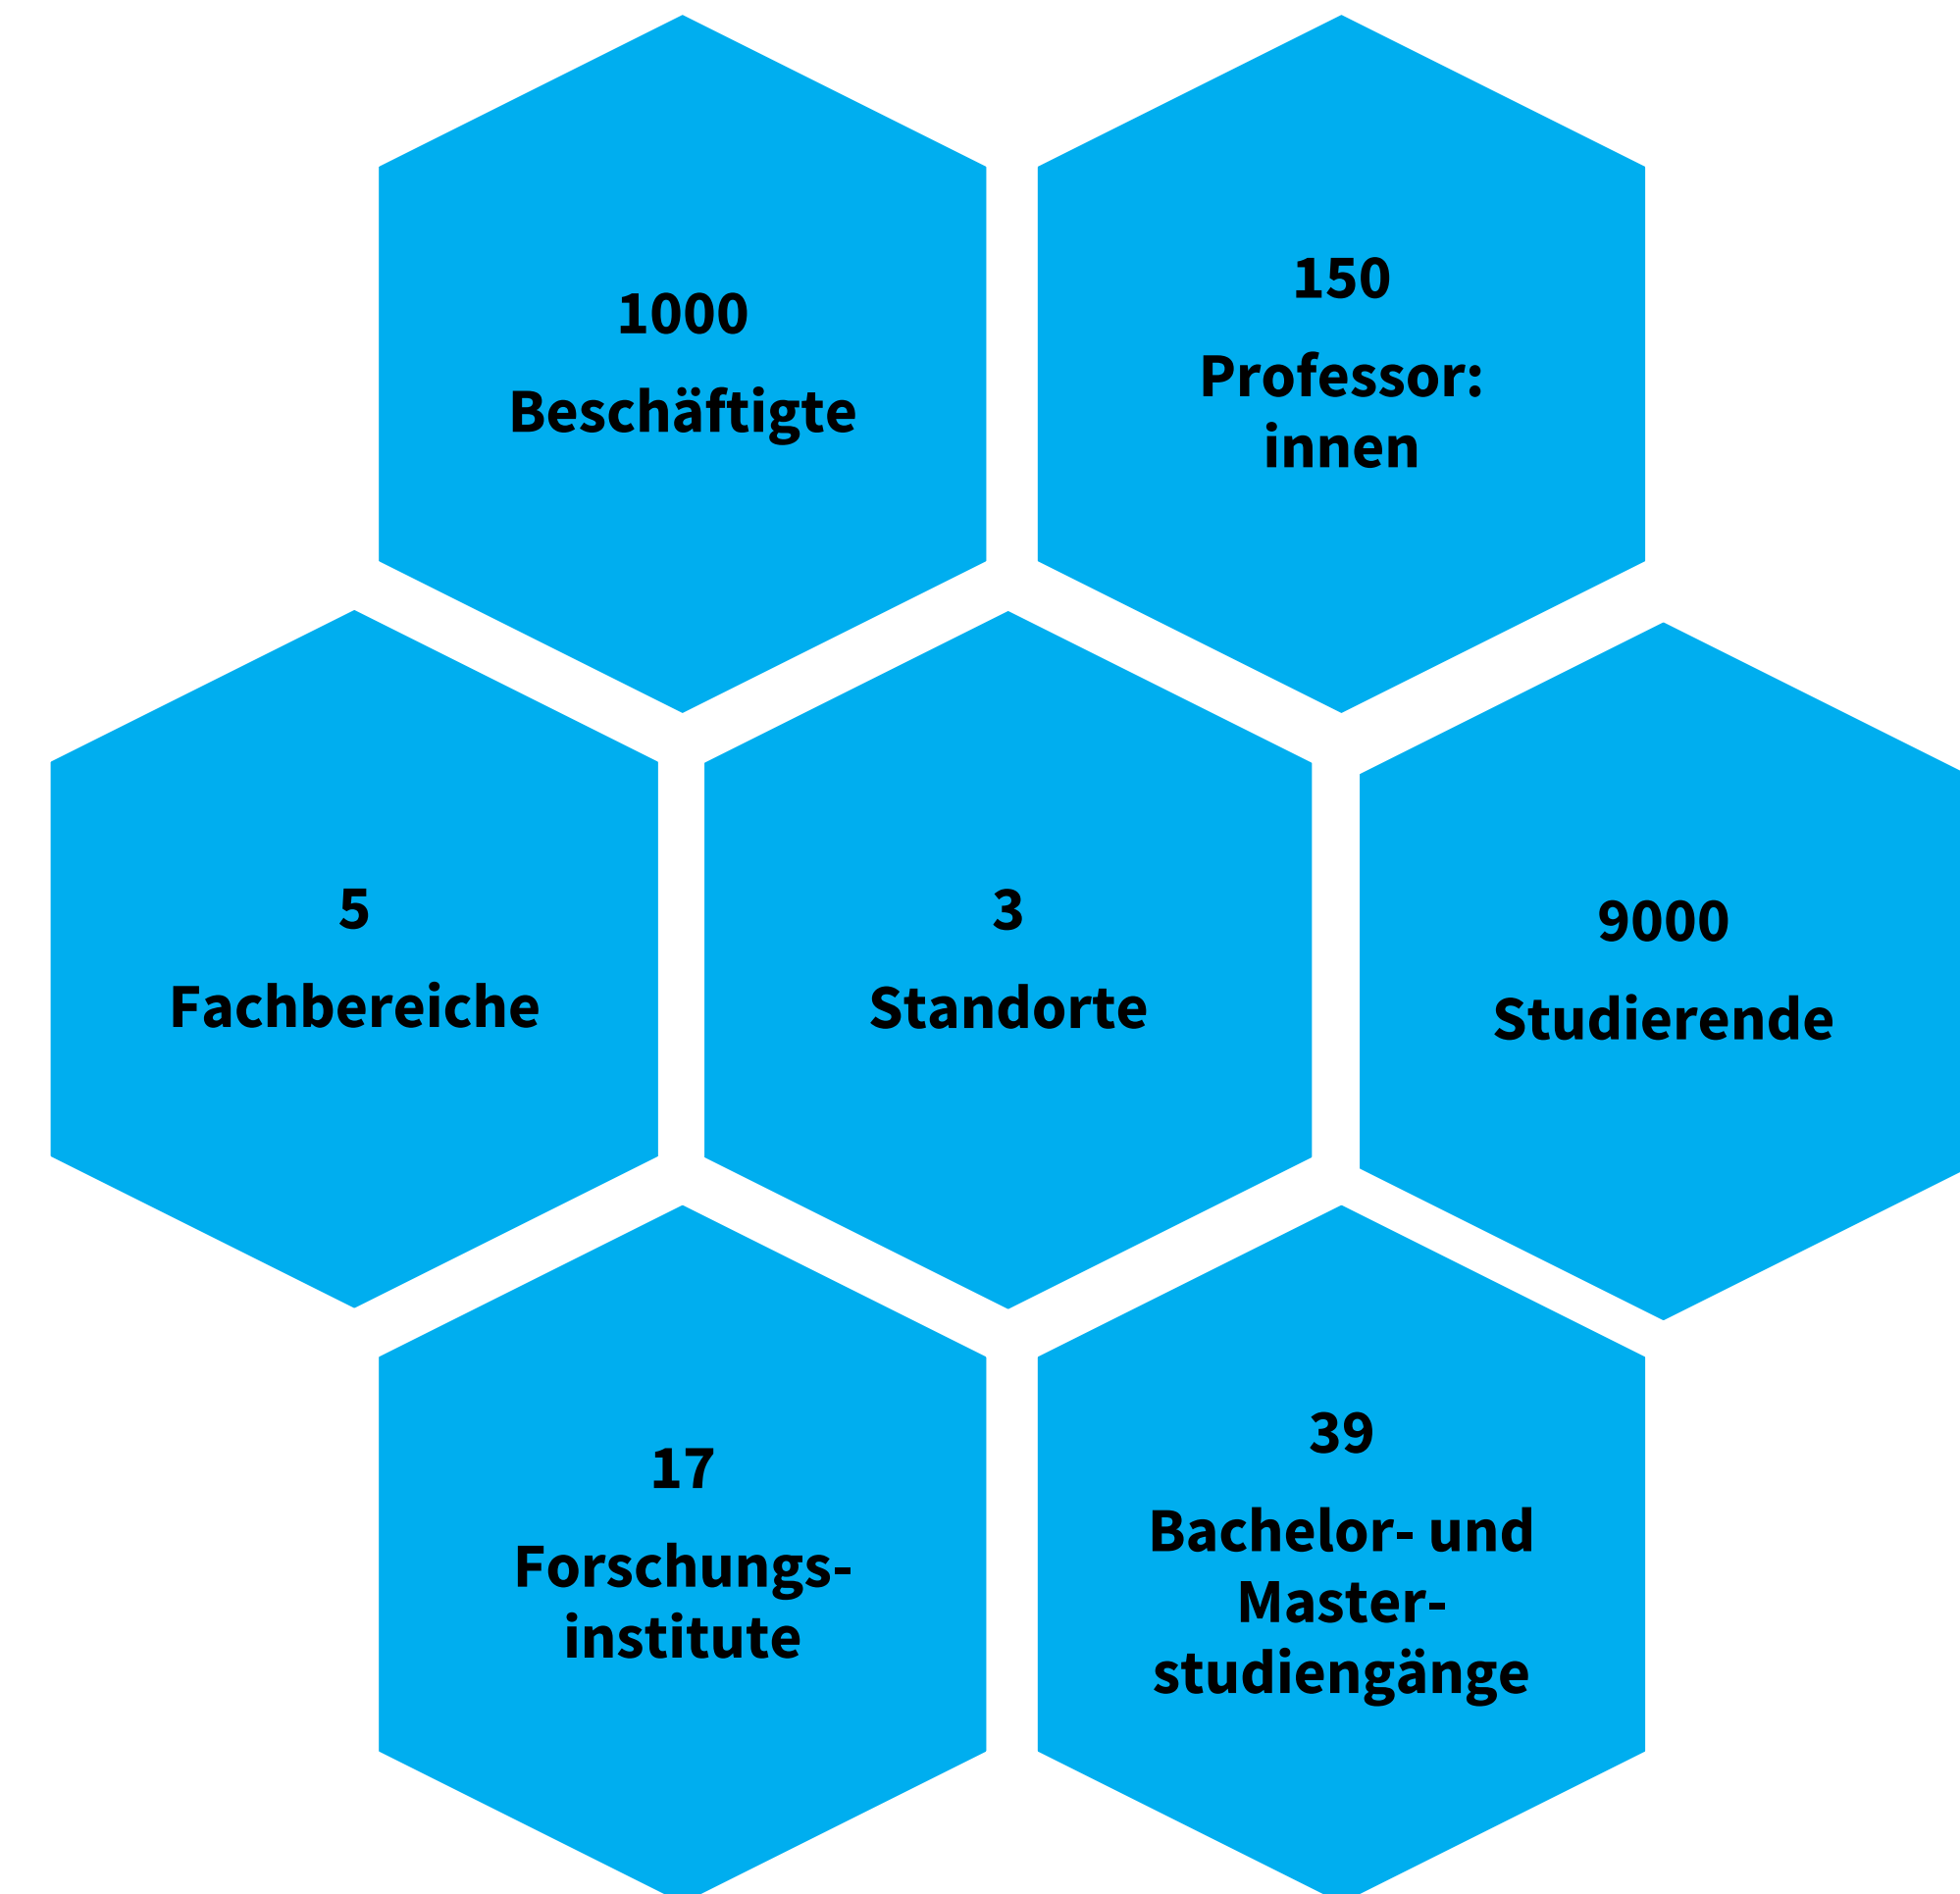 1000
Beschäftigte
150
Professor:
innen
5
Fachbereiche
3
Standorte
9000
Studierende
17
Forschungs-
institute
39
Bachelor- und
Master-
studiengänge